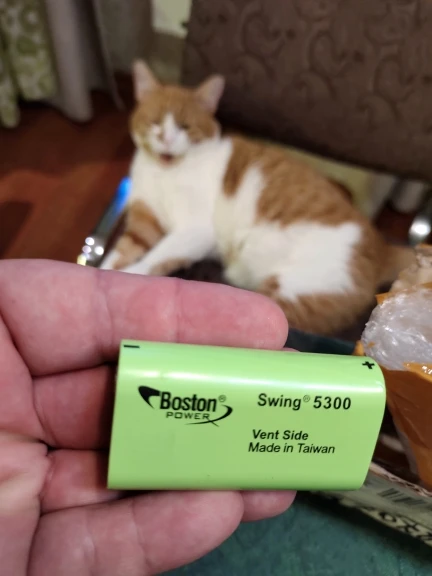 − +
Boston
POWER
Swing® 5300
Vent Side
Made in Taiwan